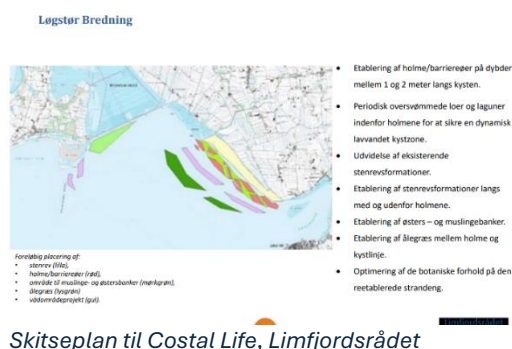 Løgstør Bredning
• Etablering af holme/barriereøer på dybder
mellem 1 og 2 meter langs kysten.
• Periodisk oversvømmede loer og laguner
indenfor holmene for at sikre en dynamisk
lavvandet kystzone.
• Udvidelse af eksisterende
stenrevsformationer.
• Etablering af stenrevsformationer langs
med og udenfor holmene.
• Etablering af østers – og muslingebanker.
• Etablering af ålegræs mellem holme og
kystlinje.
• Optimering af de botaniske forhold på den
reetablerede strandeng.
Foreløbig placering af:
• stenrev (lilla),
• holme/barriereøer (rød),
• område til muslinge- og østersbanker (mørkgrøn),
• ålegræs (lysgrøn)
• vådområdeprojekt (gul).
Limfjordsrådet
Skitseplan til Costal Life, Limfjordsrådet